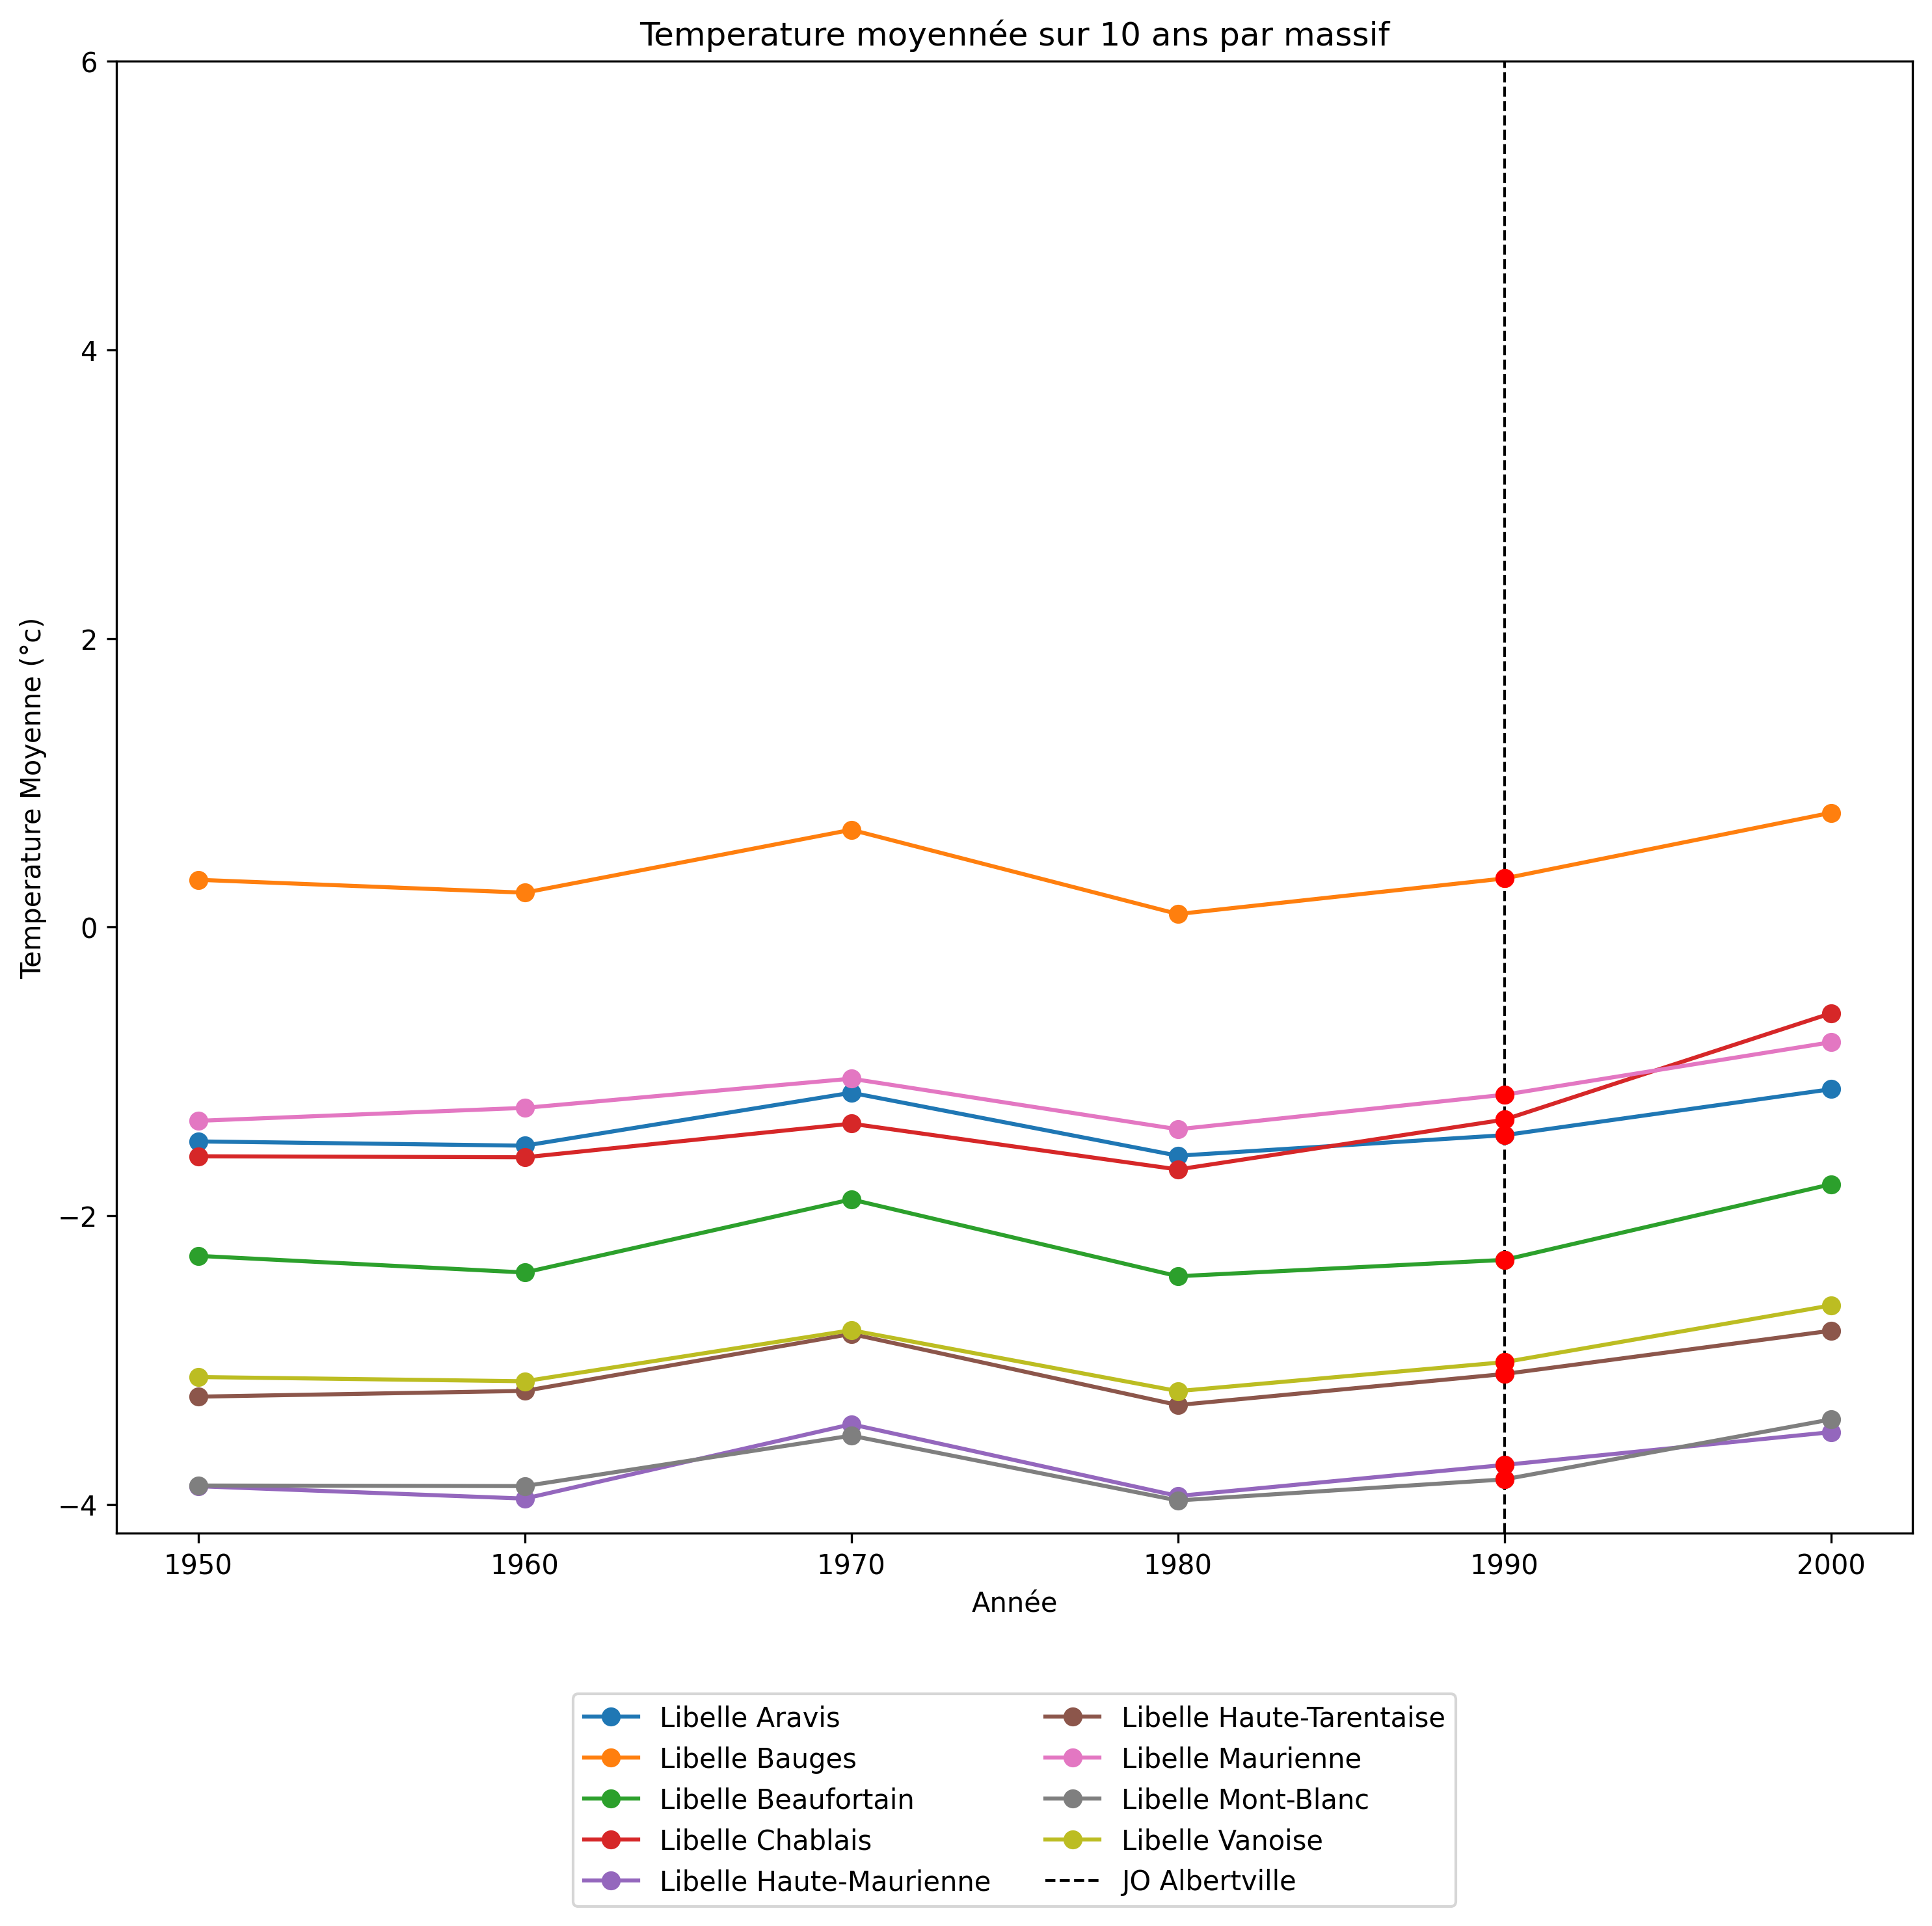 Temperature moyennée sur 10 ans par massif
6
4
2
0
−2
−4
Temperature Moyenne (°c)
1950 1960 1970 1980 1990 2000
Année
Libelle Aravis
Libelle Bauges
Libelle Beaufortain
Libelle Chablais
Libelle Haute-Maurienne
Libelle Haute-Tarentaise
Libelle Maurienne
Libelle Mont-Blanc
Libelle Vanoise
JO Albertville